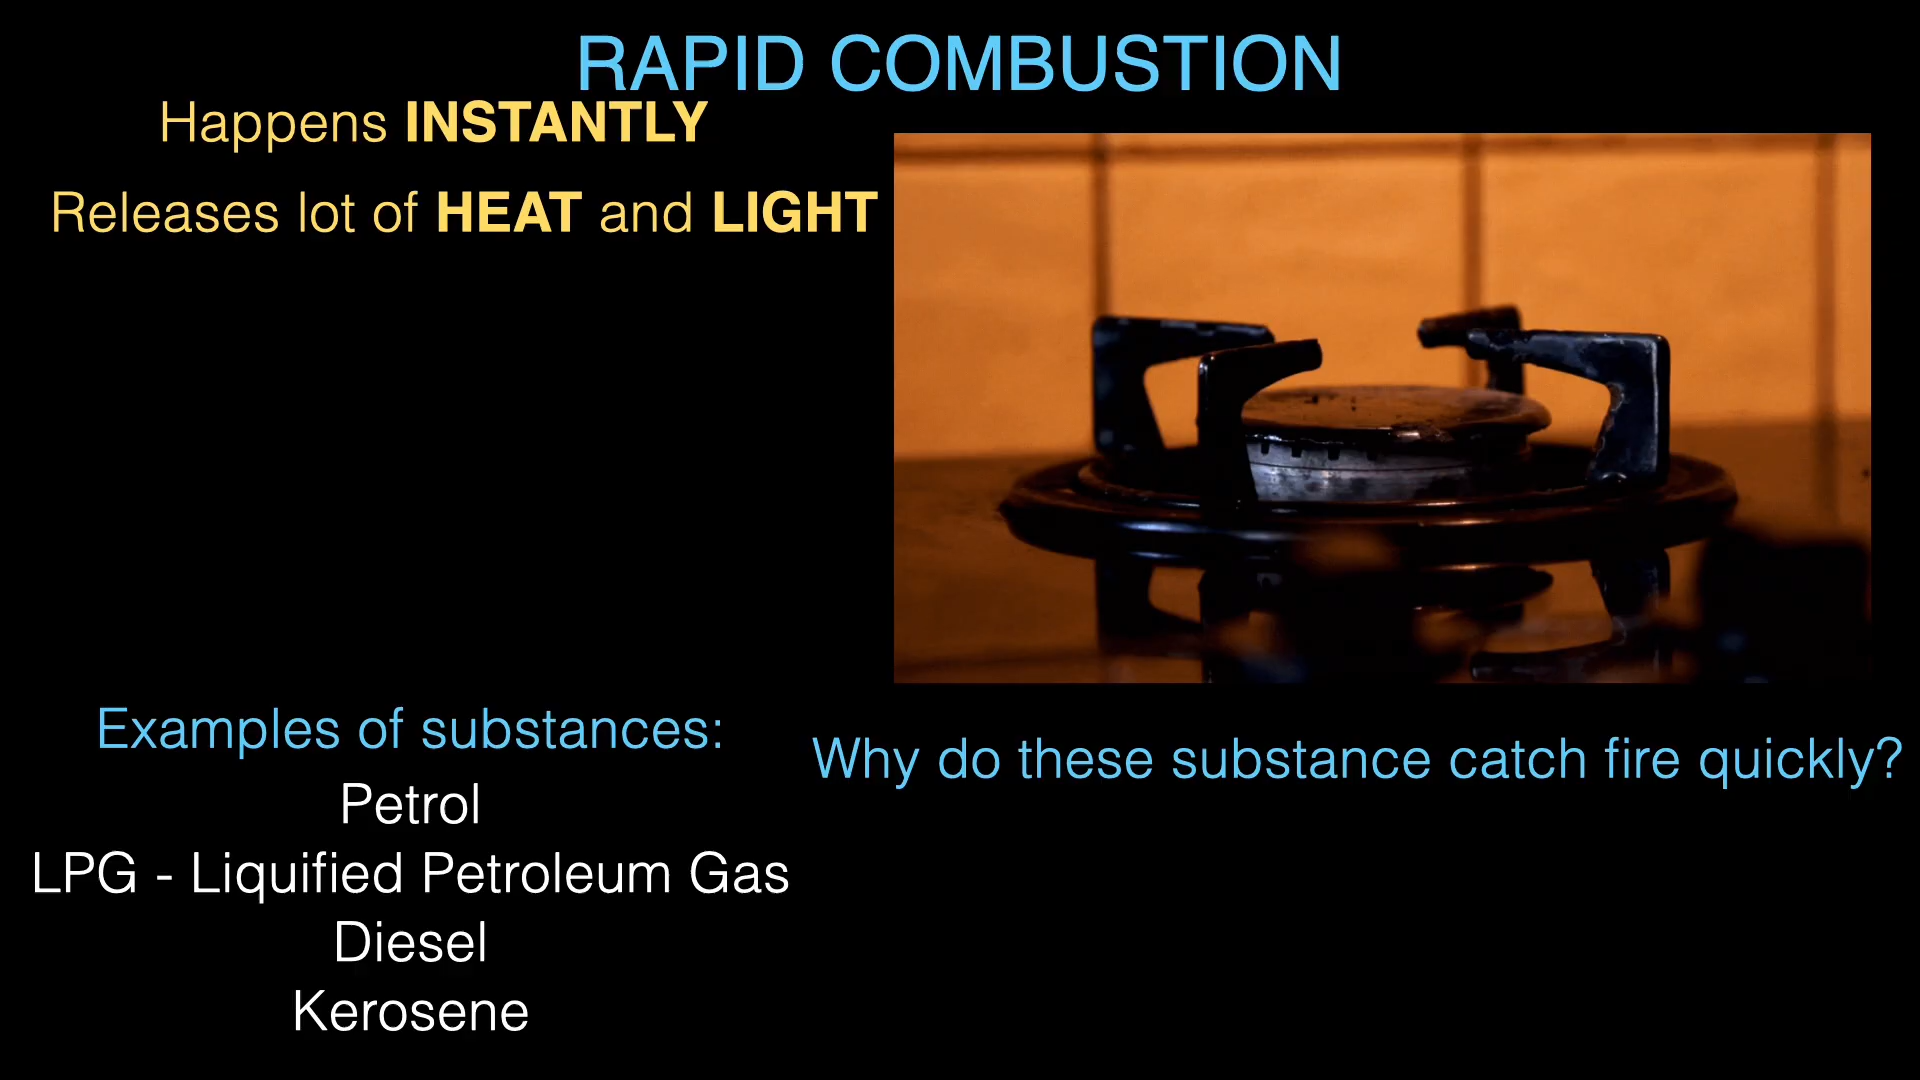 RAPID COMBUSTION
Happens INSTANTLY
Releases lot of HEAT and LIGHT
Examples of substances:
Petrol
LPG - Liquified Petroleum Gas
Diesel
Kerosene
Why do these substance catch fire quickly?